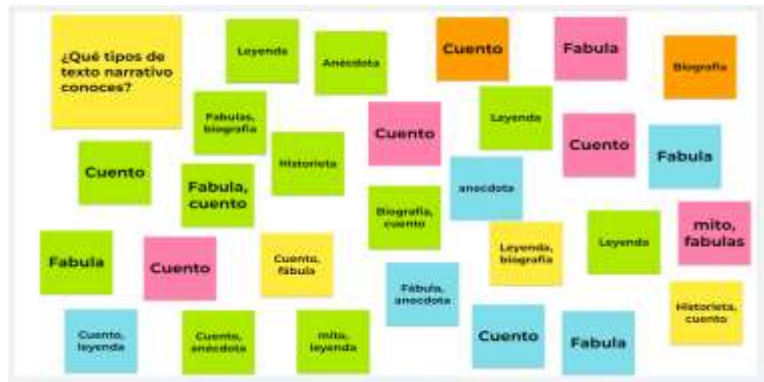 ¿Qué tipos de
texto narrativo
conoces?
Leyenda
Anécdota
Cuento
Fabula
Biografia
Fabulas,
biografia
Cuento
Leyenda
Cuento
Fabula
Cuento
Fabula,
cuento
Historieta
anecdota
Biografia,
cuento
Leyenda,
biografia
Leyenda
mito,
fabulas
Fabula
Cuento
Cuento,
fábula
Fabula,
anecdota
Historieta,
cuento
Cuento,
leyenda
Cuento,
anécdota
mito,
leyenda
Cuento
Fabula